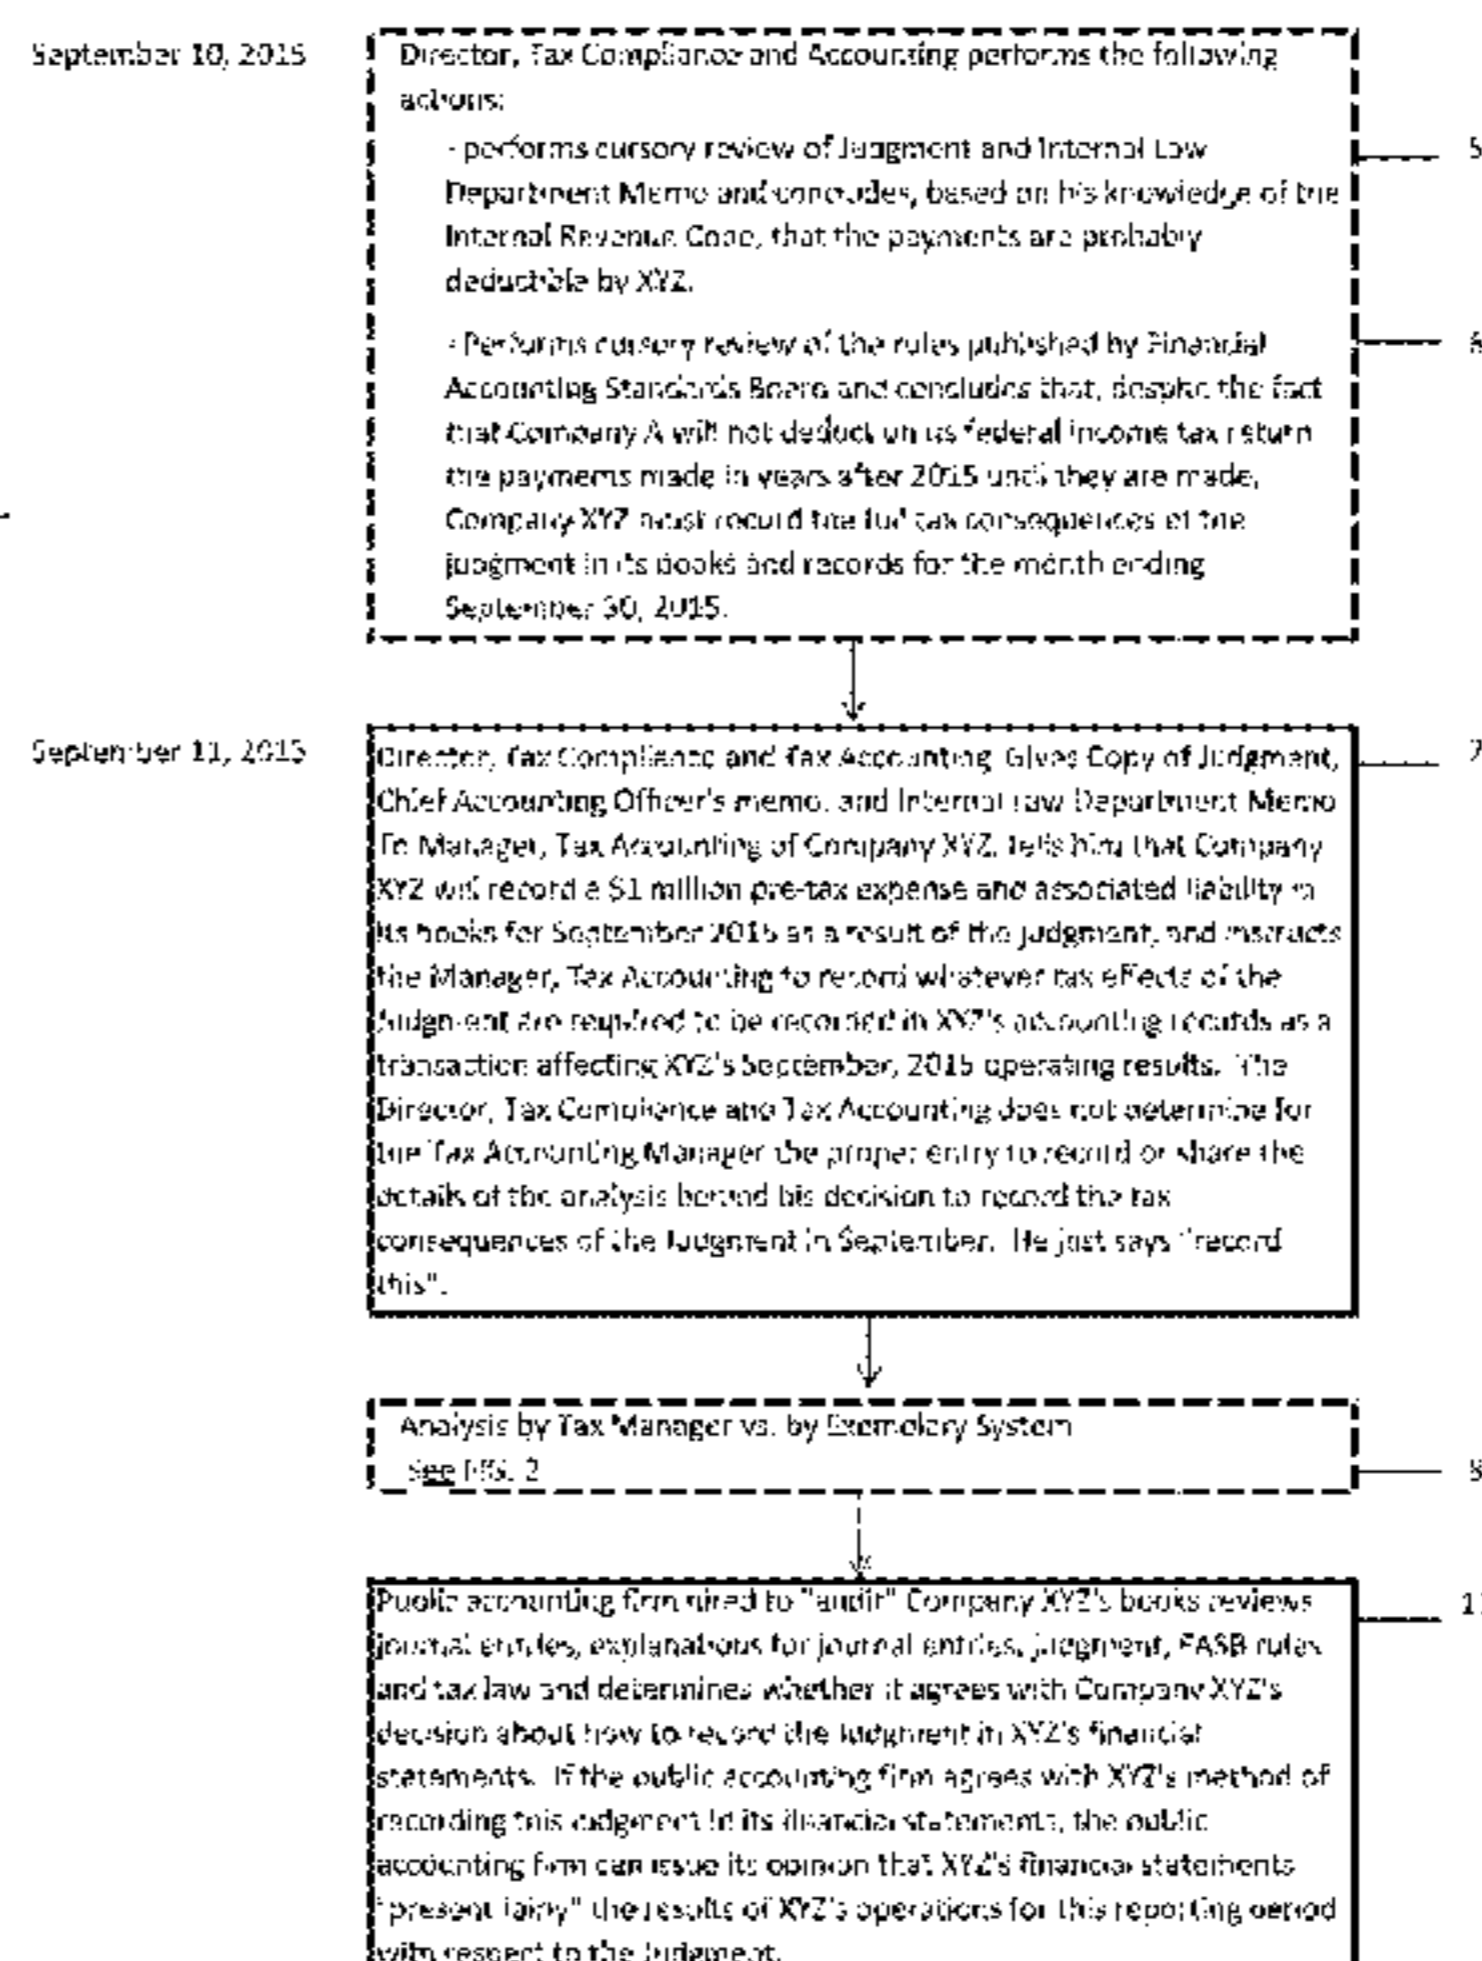 September 10, 2015
Director, Tax Compliance and Accounting performs the following
actions:
- performs cursory review of Judgment and Internal Law
Department Memo and concludes, based on his knowledge of the
Internal Revenue Code, that the payments are probably
deductible by XYZ.
5
- Performs cursory review of the rules published by Financial
Accounting Standards Board and concludes that, despite the fact
that Company A will not deduct on its federal income tax return
the payments made in years after 2015 until they are made,
Company XYZ must record the full tax consequences of the
judgment in its books and records for the month ending
September 30, 2015.
6
September 11, 2015
Director, Tax Compliance and Tax Accounting Gives Copy of Judgment,
Chief Accounting Officer's memo, and Internal Law Department Memo
To Manager, Tax Accounting of Company XYZ, tells him that Company
XYZ will record a $1 million pre-tax expense and associated liability in
its books for September 2015 as a result of the judgment, and instructs
the Manager, Tax Accounting to record whatever tax effects of the
Judgment are required to be recorded in XYZ's accounting records as a
transaction affecting XYZ's September, 2015 operating results. The
Director, Tax Compliance and Tax Accounting does not determine for
the Tax Accounting Manager the proper entry to record or share the
details of the analysis behind his decision to record the tax
consequences of the Judgment in September. He just says "record
this".
7
Analysis by Tax Manager vs. by Exemplary System
See FIG. 2
Public accounting firm hired to "audit" Company XYZ's books reviews
journal entries, explanations for journal entries, judgment, FASB rules
and tax law and determines whether it agrees with Company XYZ's
decision about how to record the Judgment in XYZ's financial
statements. If the public accounting firm agrees with XYZ's method of
recording this judgment in its financial statements, the public
accounting firm can issue its opinion that XYZ's financial statements
"present fairly" the results of XYZ's operations for this reporting period
with respect to the Judgment.